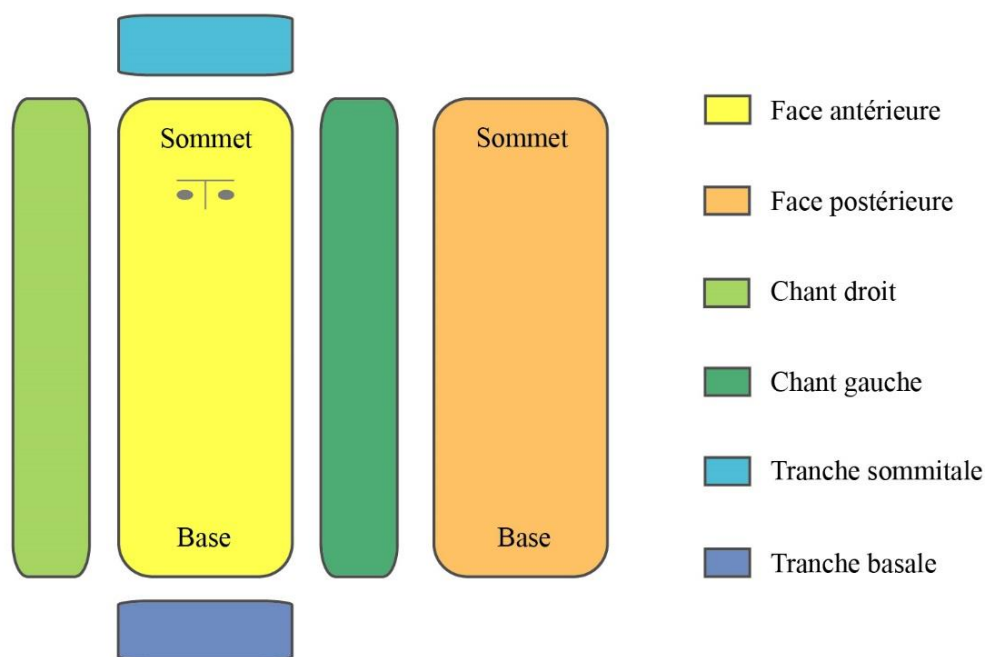 Sommet
Sommet
Base
Base
Face antérieure
Face postérieure
Chant droit
Chant gauche
Tranche sommitale
Tranche basale